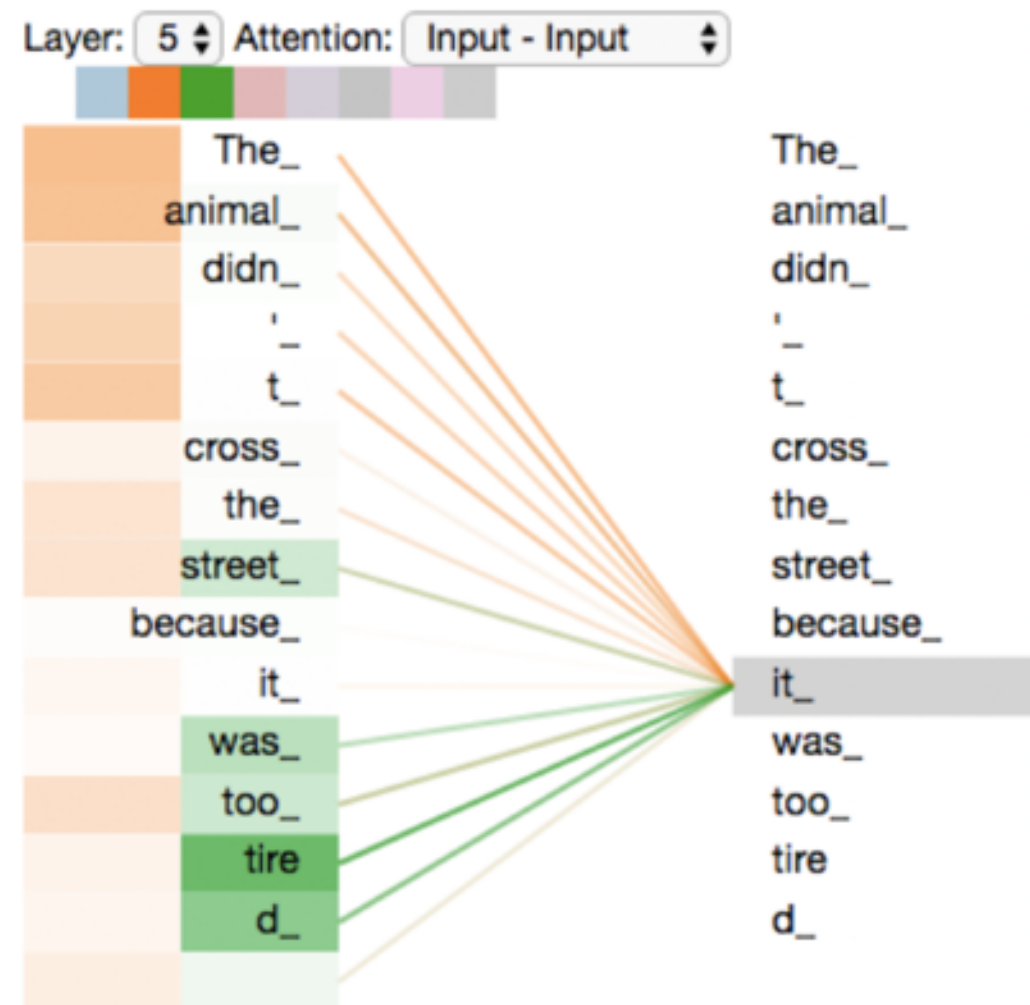 Layer: 5 Attention: Input - Input
The_ The_
animal_ animal_
didn_ didn_
'_ '_
t_ t_
cross_ cross_
the_ the_
street_ street_
because_ because_
it_ it_
was_ was_
too_ too_
tire tire
d_ d_